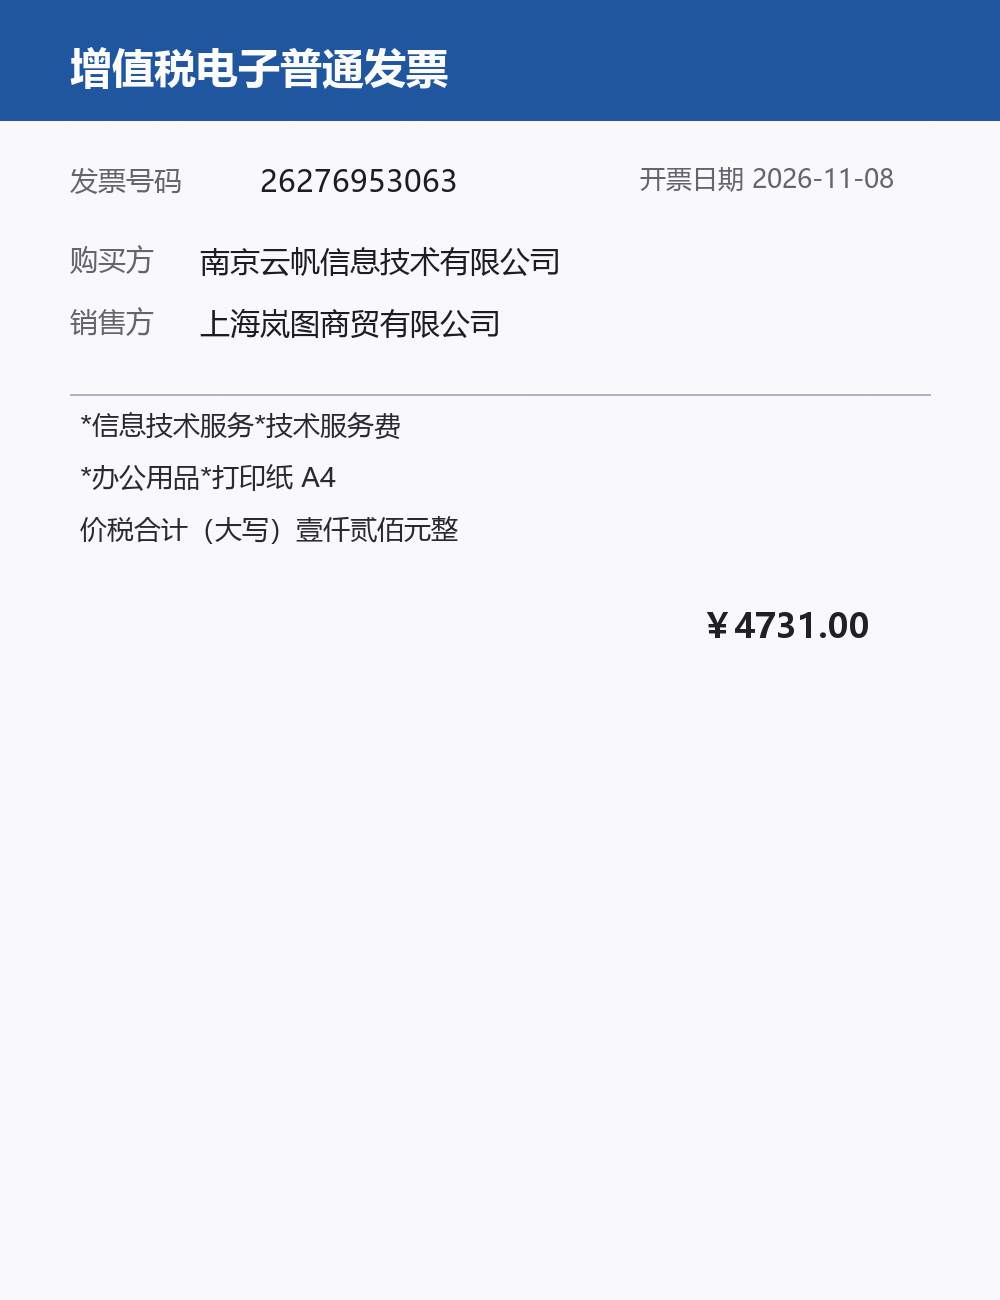 增值税电子普通发票
发票号码 26276953063 开票日期 2026-11-08
购买方 南京云帆信息技术有限公司
销售方 上海岚图商贸有限公司
*信息技术服务*技术服务费
*办公用品*打印纸 A4
价税合计（大写）壹仟贰佰元整
¥4731.00